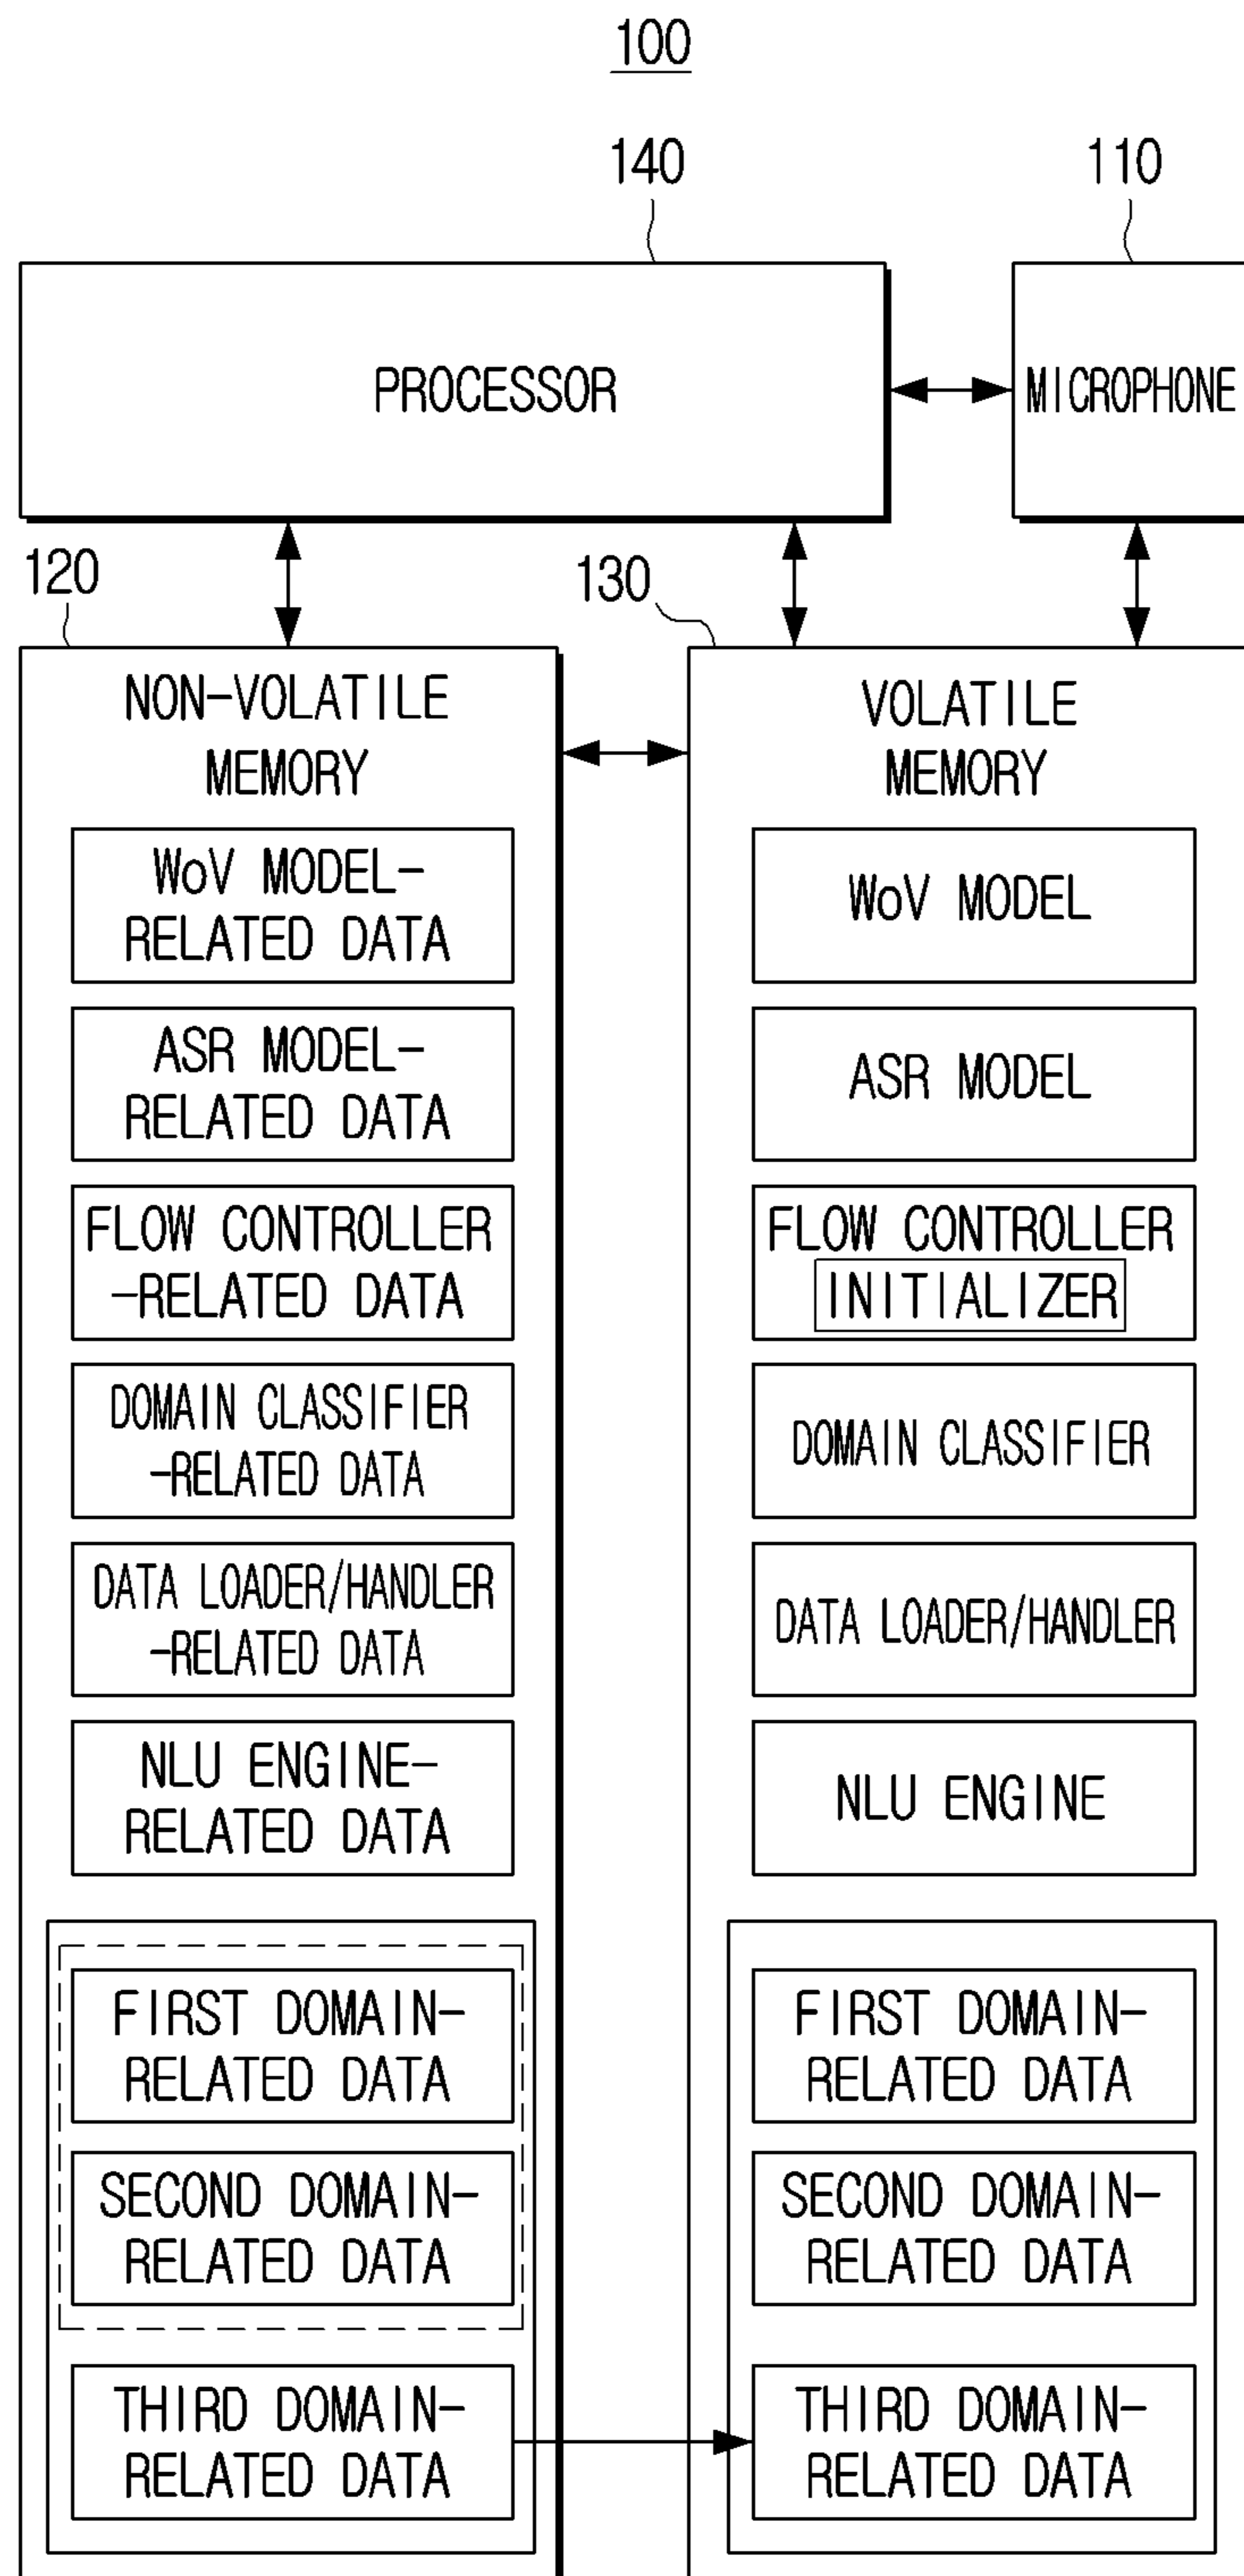 100
140
110
PROCESSOR
MICROPHONE
120
130
NON-VOLATILE
MEMORY
WoV MODEL-
RELATED DATA
ASR MODEL-
RELATED DATA
FLOW CONTROLLER
-RELATED DATA
DOMAIN CLASSIFIER
-RELATED DATA
DATA LOADER/HANDLER
-RELATED DATA
NLU ENGINE-
RELATED DATA
FIRST DOMAIN-
RELATED DATA
SECOND DOMAIN-
RELATED DATA
THIRD DOMAIN-
RELATED DATA
VOLATILE
MEMORY
WoV MODEL
ASR MODEL
FLOW CONTROLLER
INITIALIZER
DOMAIN CLASSIFIER
DATA LOADER/HANDLER
NLU ENGINE
FIRST DOMAIN-
RELATED DATA
SECOND DOMAIN-
RELATED DATA
THIRD DOMAIN-
RELATED DATA